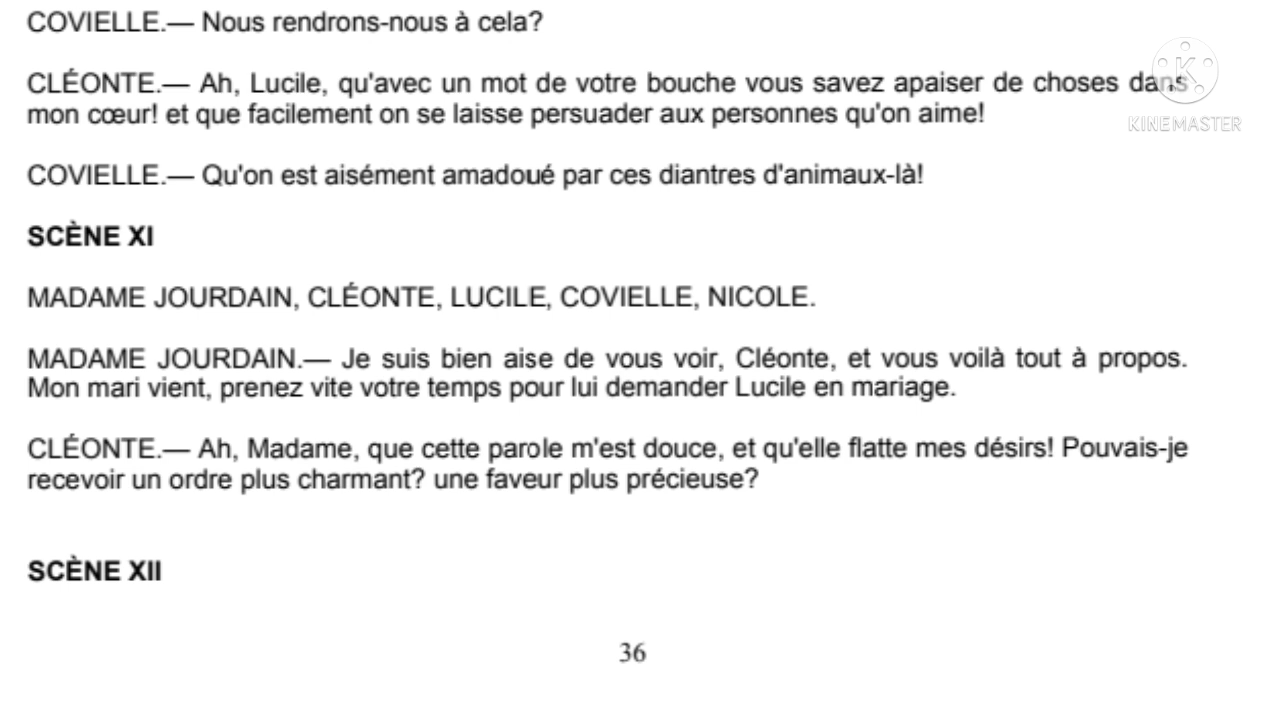 COVIELLE.— Nous rendrons-nous à cela?
CLÉONTE.— Ah, Lucile, qu'avec un mot de votre bouche vous savez apaiser de choses dans
mon cœur! et que facilement on se laisse persuader aux personnes qu'on aime!
COVIELLE.— Qu'on est aisément amadoué par ces diantres d'animaux-là!
SCÈNE XI
MADAME JOURDAIN, CLÉONTE, LUCILE, COVIELLE, NICOLE.
MADAME JOURDAIN.— Je suis bien aise de vous voir, Cléonte, et vous voilà tout à propos.
Mon mari vient, prenez vite votre temps pour lui demander Lucile en mariage.
CLÉONTE.— Ah, Madame, que cette parole m'est douce, et qu'elle flatte mes désirs! Pouvais-je
recevoir un ordre plus charmant? une faveur plus précieuse?
SCÈNE XII
36
K
KINEMASTER